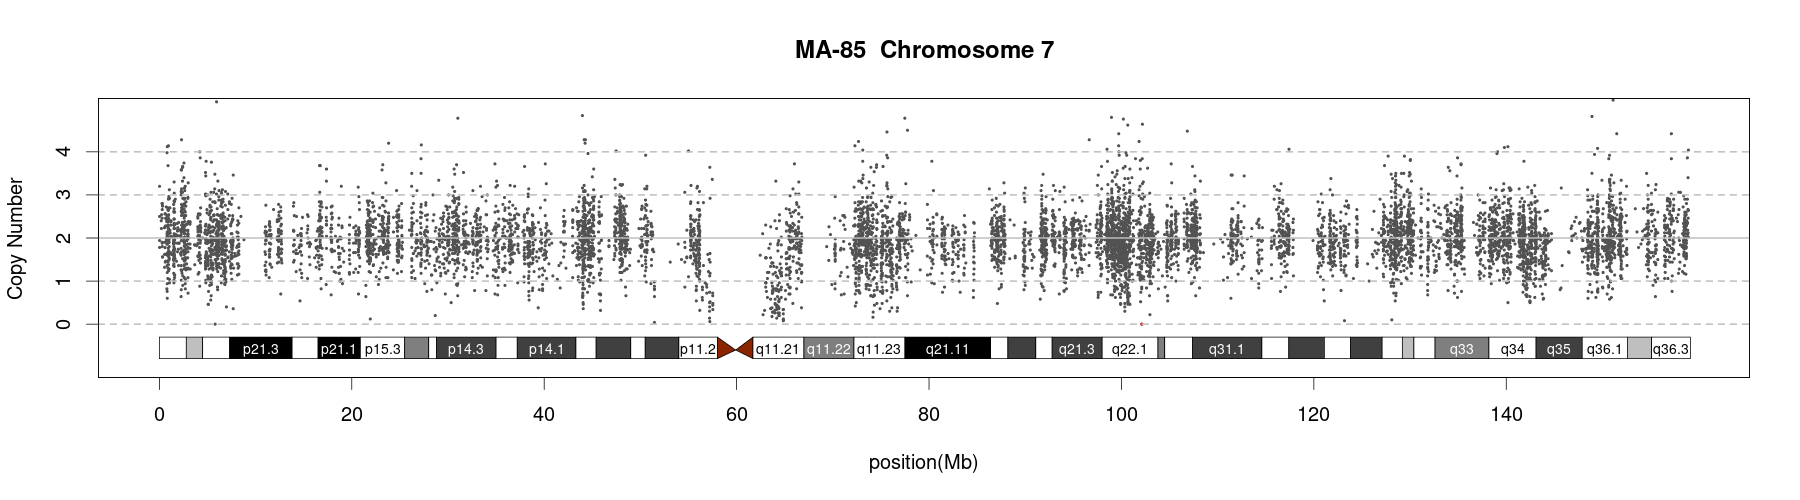 MA-85  Chromosome 7
Copy Number
4
3
2
1
0
p21.3 p21.1 p15.3 p14.3 p14.1 p11.2 q11.21 q11.22 q11.23 q21.11 q21.3 q22.1 q31.1 q33 q34 q35 q36.1 q36.3
0 20 40 60 80 100 120 140
position(Mb)